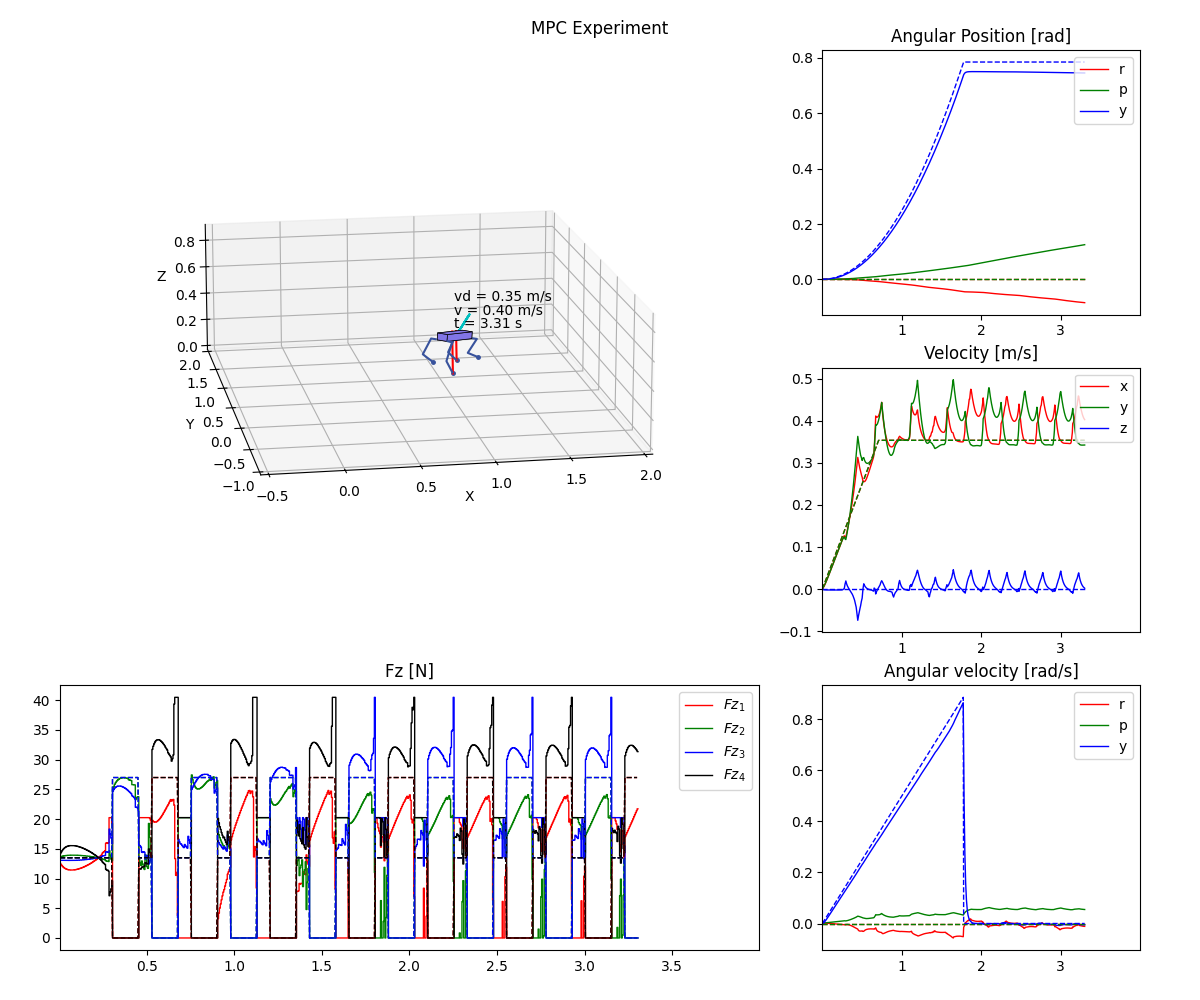 MPC Experiment
Z
0.8
0.6
0.4
0.2
0.0
2.0
1.5
1.0
0.5
0.0
−0.5
−1.0
Y
vd = 0.35 m/s
v = 0.40 m/s
t = 3.31 s
−0.5
0.0
0.5
1.0
1.5
2.0
X
Angular Position [rad]
0.8
0.6
0.4
0.2
0.0
r
p
y
1
2
3
Velocity [m/s]
0.5
0.4
0.3
0.2
0.1
0.0
−0.1
x
y
z
1
2
3
Fz [N]
40
35
30
25
20
15
10
5
0
Fz1
Fz2
Fz3
Fz4
0.5
1.0
1.5
2.0
2.5
3.0
3.5
Angular velocity [rad/s]
0.8
0.6
0.4
0.2
0.0
r
p
y
1
2
3